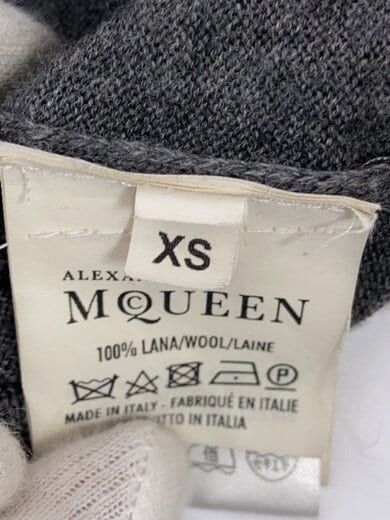 XS
ALEXA
McQUEEN
100% LANA/WOOL/LAINE
P
MADE IN ITALY - FABRIQUÉ EN ITALIE
TTO IN ITALIA